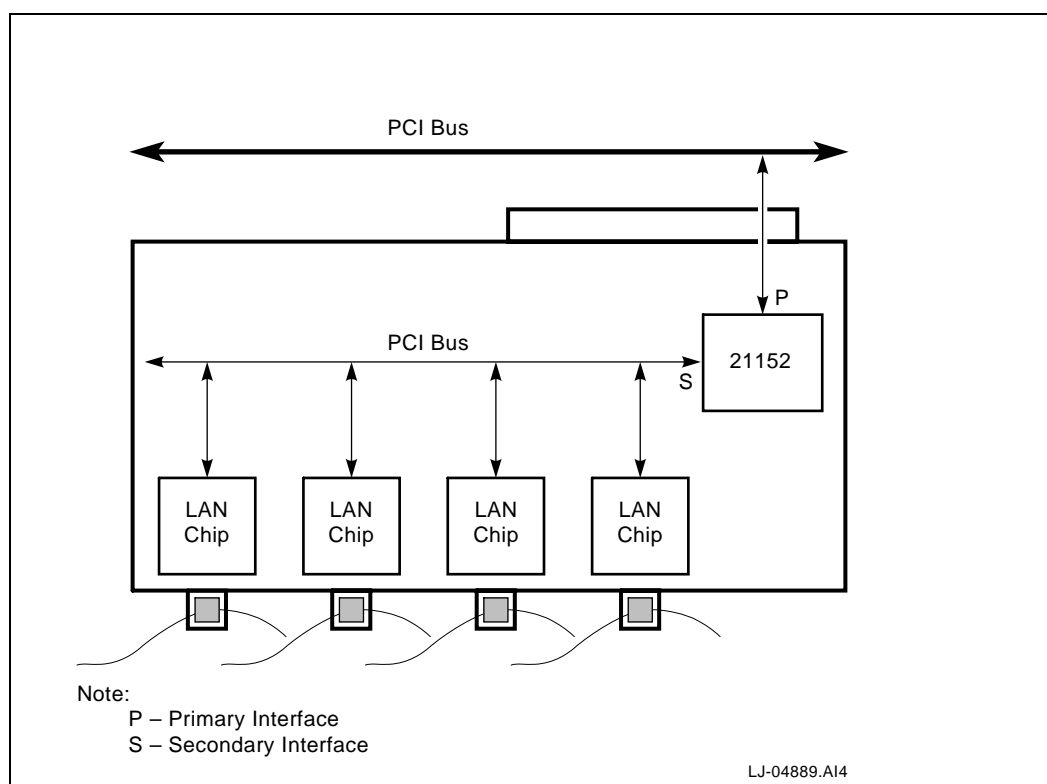 PCI Bus
P
PCI Bus
21152
S
LAN
Chip
LAN
Chip
LAN
Chip
LAN
Chip
Note:
P – Primary Interface
S – Secondary Interface
LJ-04889.AI4